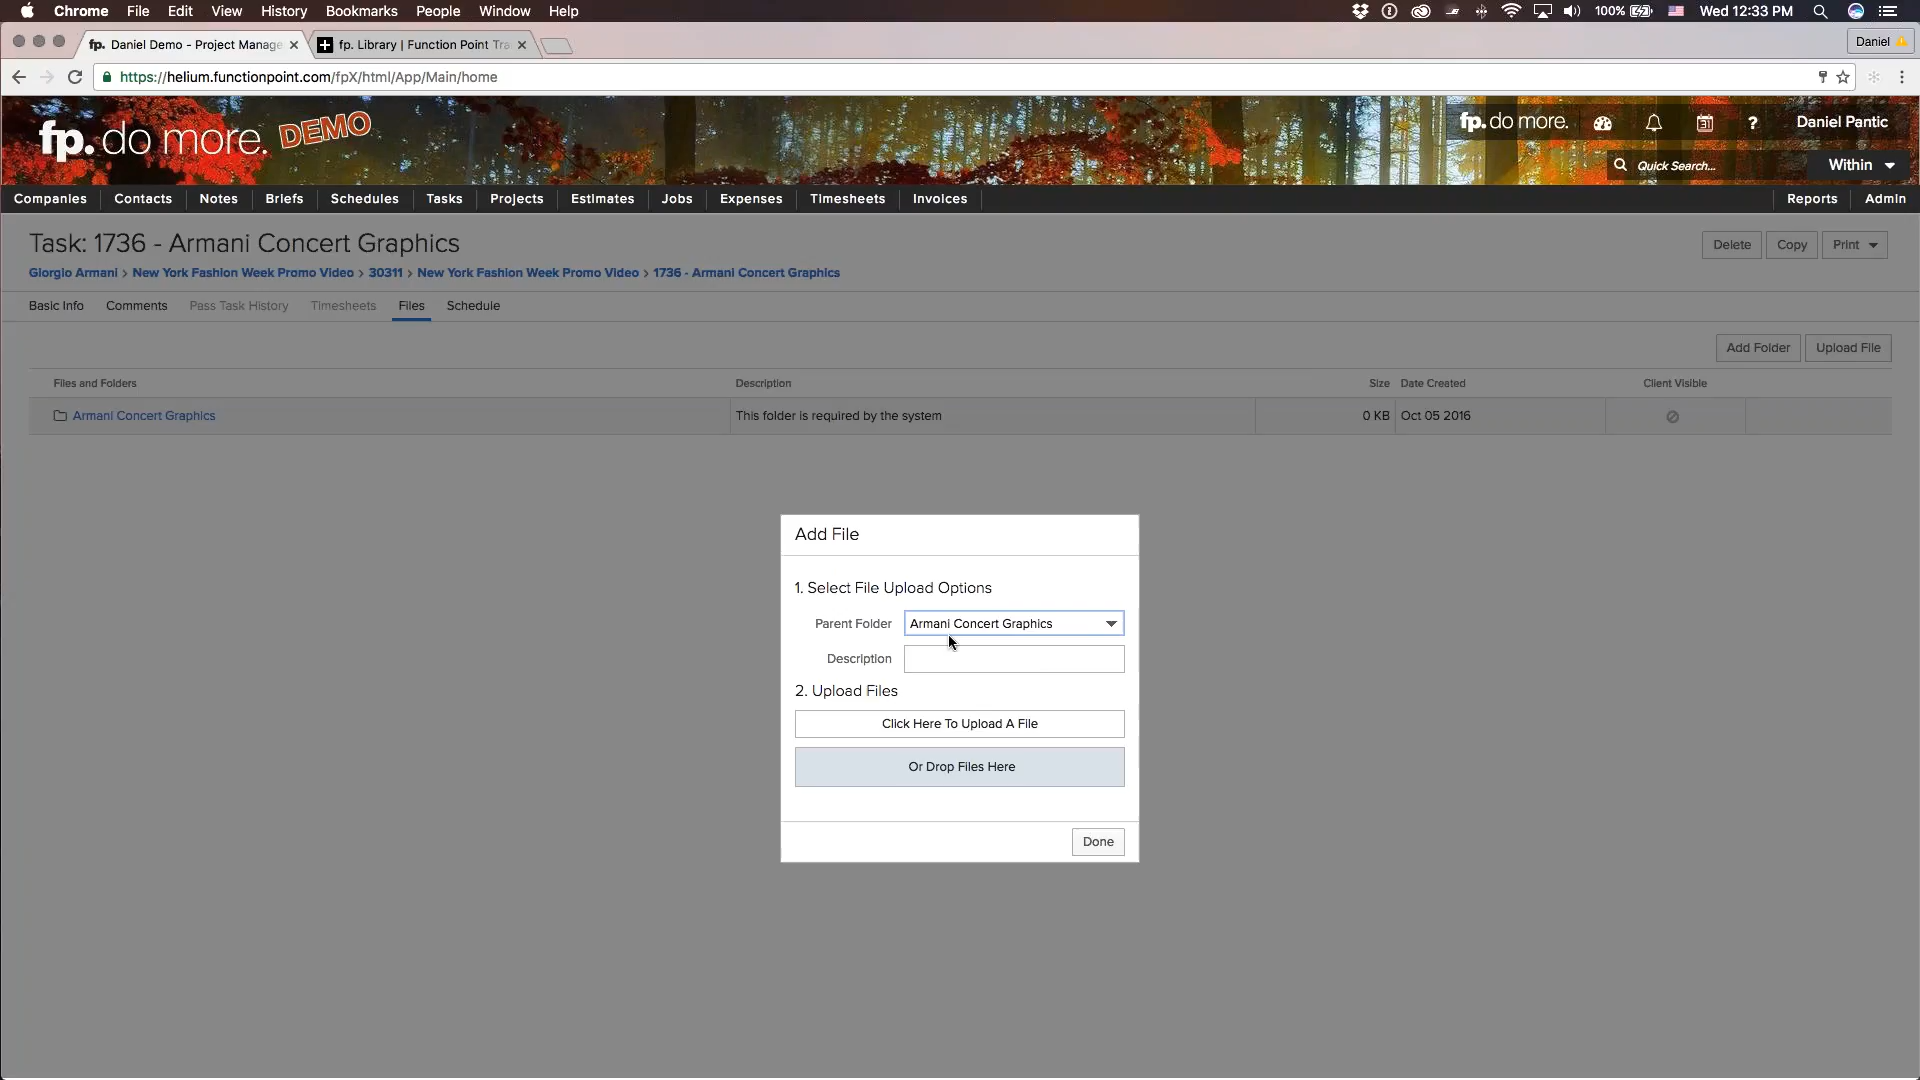 Chrome File Edit View History Bookmarks People Window Help 100% Wed 12:33 PM
fp. Daniel Demo - Project Manage fp. Library | Function Point Tra Daniel
https://helium.functionpoint.com/fpX/html/App/Main/home
fp. do more. DEMO fp. do more. 31 ? Daniel Pantic
Quick Search... Within
Companies Contacts Notes Briefs Schedules Tasks Projects Estimates Jobs Expenses Timesheets Invoices Reports Admin
Task: 1736 - Armani Concert Graphics Delete Copy Print
Giorgio Armani > New York Fashion Week Promo Video > 30311 > New York Fashion Week Promo Video > 1736 - Armani Concert Graphics
Basic Info Comments Pass Task History Timesheets Files Schedule
Add Folder Upload File
Files and Folders Description Size Date Created Client Visible
Armani Concert Graphics This folder is required by the system 0 KB Oct 05 2016
Add File
1. Select File Upload Options
Parent Folder Armani Concert Graphics
Description
2. Upload Files
Click Here To Upload A File
Or Drop Files Here
Done